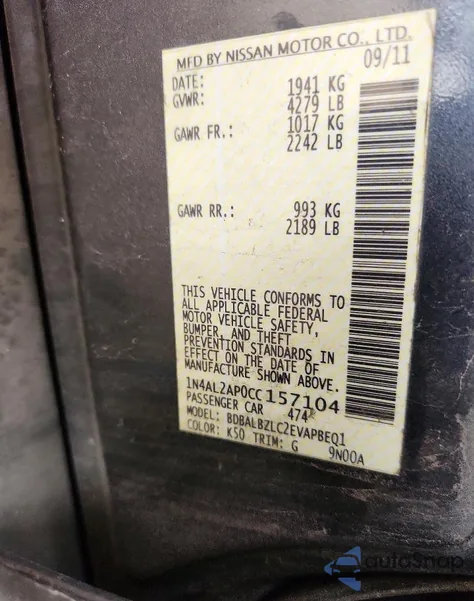 MFD BY NISSAN MOTOR CO., LTD.
DATE: 09/11
GVWR: 1941 KG
4279 LB
GAWR FR.: 1017 KG
2242 LB
GAWR RR.: 993 KG
2189 LB
THIS VEHICLE CONFORMS TO
ALL APPLICABLE FEDERAL
MOTOR VEHICLE SAFETY,
BUMPER, AND THEFT
PREVENTION STANDARDS IN
EFFECT ON THE DATE OF
MANUFACTURE SHOWN ABOVE.
1N4AL2AP0CC157104
PASSENGER CAR 474
MODEL: BDBALBZLC2EVAPBEQ1
COLOR: K50 TRIM: G 9N00A
autoSnap